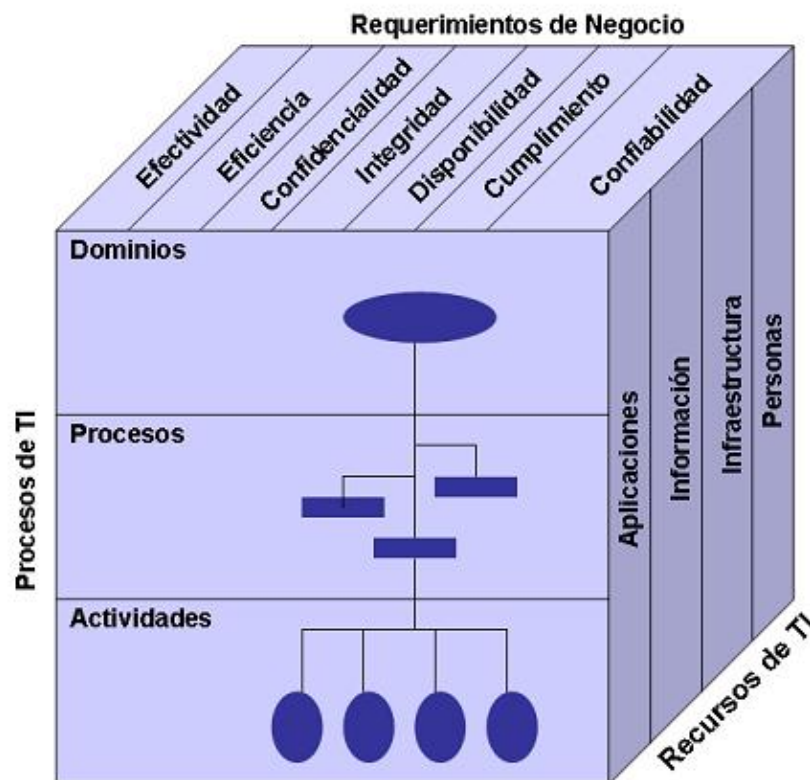 Requerimientos de Negocio
Efectividad
Eficiencia
Confidencialidad
Integridad
Disponibilidad
Cumplimiento
Confiabilidad
Dominios
Procesos
Actividades
Procesos de TI
Aplicaciones
Información
Infraestructura
Personas
Recursos de TI